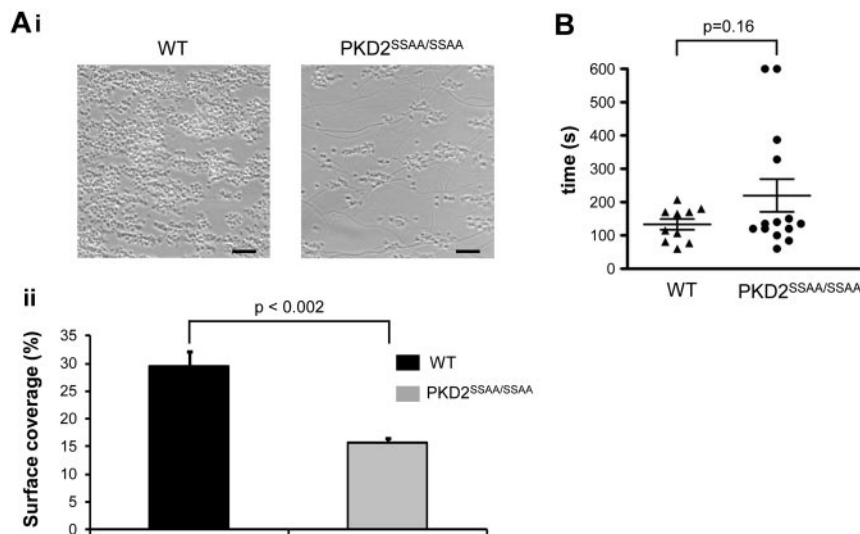 A i
WT
PKD2SSAA/SSAA
ii
p < 0.002
Surface coverage (%)
35
30
25
20
15
10
5
0
WT
PKD2SSAA/SSAA
B
p=0.16
time (s)
600
500
400
300
200
100
0
WT
PKD2SSAA/SSAA